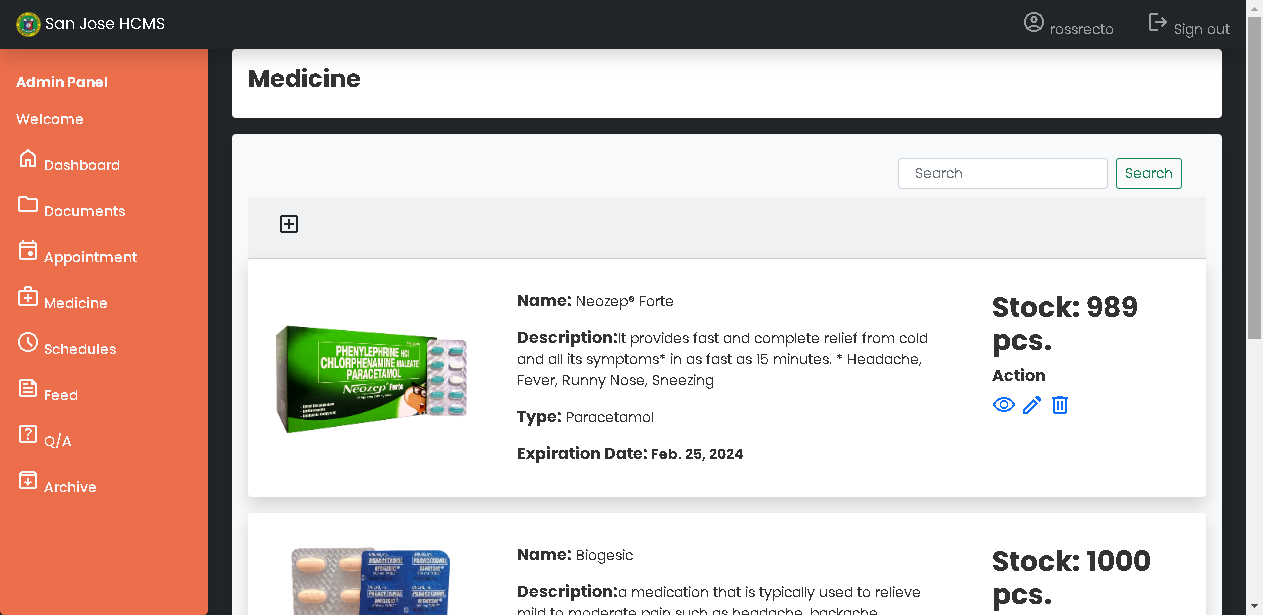 San Jose HCMS
rossrecto
Sign out
Admin Panel
Welcome
Dashboard
Documents
Appointment
Medicine
Schedules
Feed
Q/A
Archive
Medicine
Search
Search
PHENYLEPHRINE HCl
CHLORPHENAMINE MALEATE
PARACETAMOL
Neozep® Forte
Name: Neozep® Forte
Description:It provides fast and complete relief from cold
and all its symptoms* in as fast as 15 minutes. * Headache,
Fever, Runny Nose, Sneezing
Type: Paracetamol
Expiration Date: Feb. 25, 2024
Stock: 989
pcs.
Action
PARACETAMOL
BIOGESIC
Name: Biogesic
Description:a medication that is typically used to relieve
mild to moderate pain such as headache, backache,
Stock: 1000
pcs.